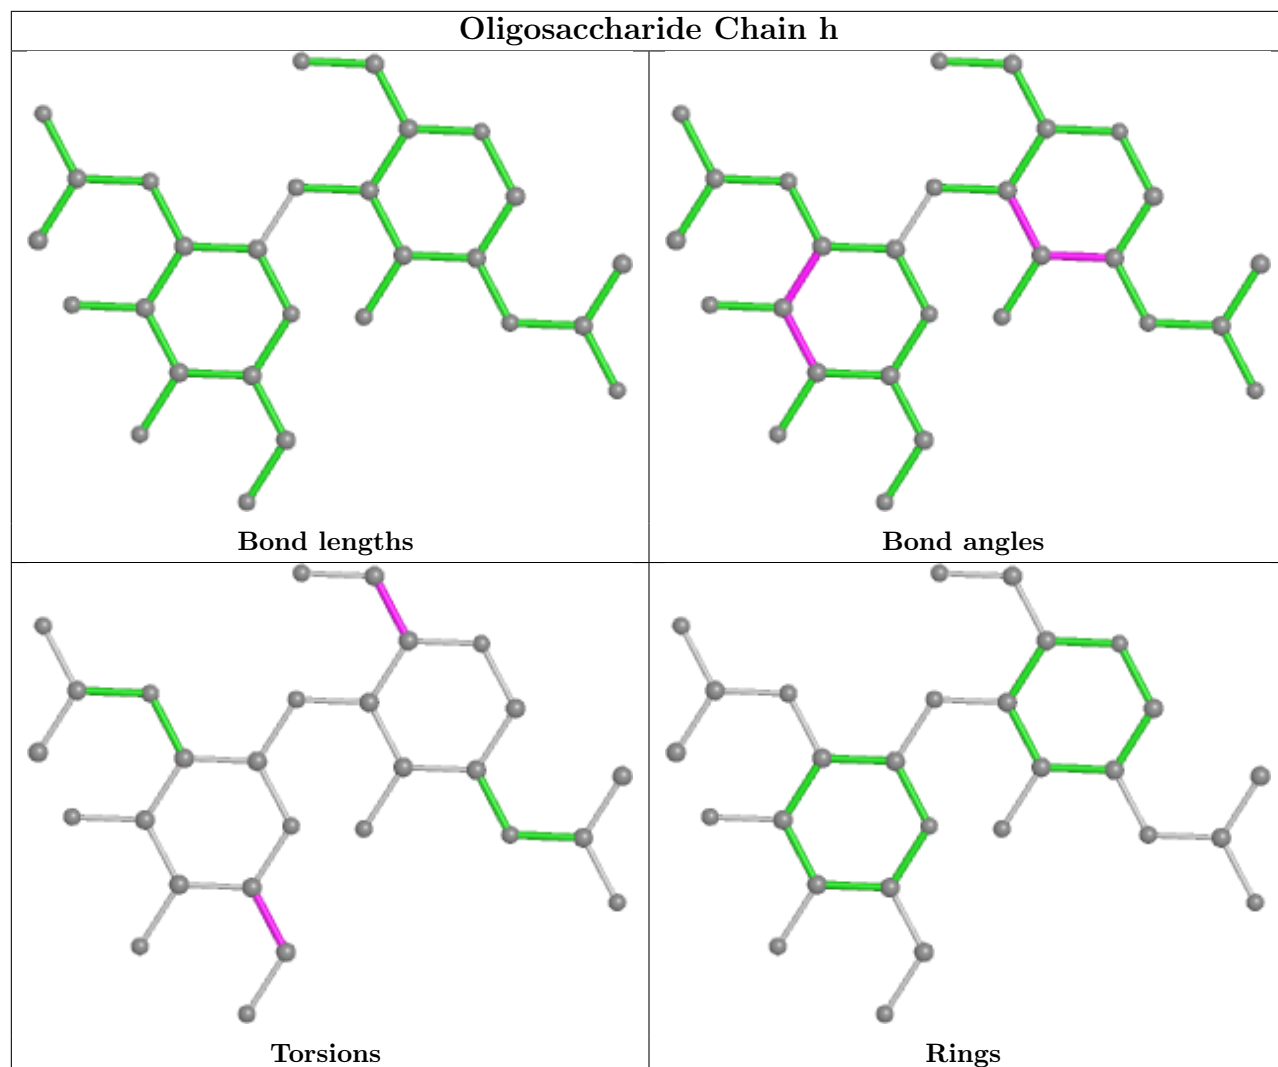 Oligosaccharide Chain h
Bond lengths
Bond angles
Torsions
Rings